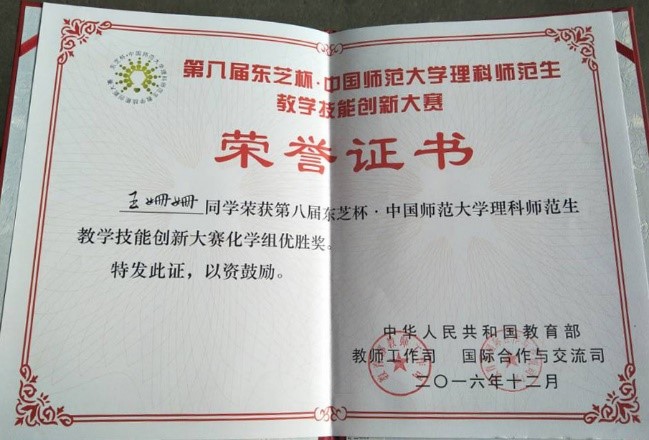 第八届东芝杯·中国师范大学理科师范生
教学技能创新大赛
荣誉证书
王姗姗同学荣获第八届东芝杯·中国师范大学理科师范生
教学技能创新大赛化学组优胜奖。
特发此证，以资鼓励。
中华人民共和国教育部
教师工作司 国际合作与交流司
二〇一六年十二月